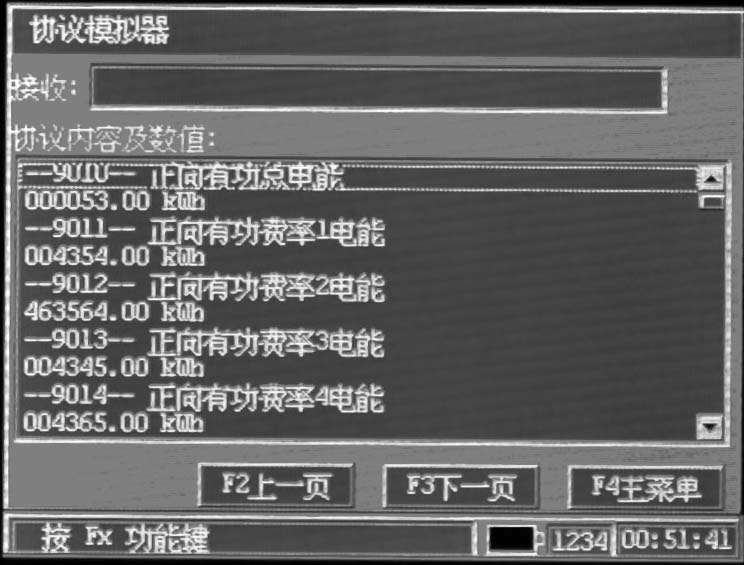 协议模拟器
接收:
协议内容及数值:
--9010-- 正向有功点电能
000053.00 kWh
--9011-- 正向有功费率1电能
004354.00 kWh
--9012-- 正向有功费率2电能
463564.00 kWh
--9013-- 正向有功费率3电能
004345.00 kWh
--9014-- 正向有功费率4电能
004365.00 kWh
F2上一页 F3下一页 F4主菜单
按 Fx 功能键 1234 00:51:41